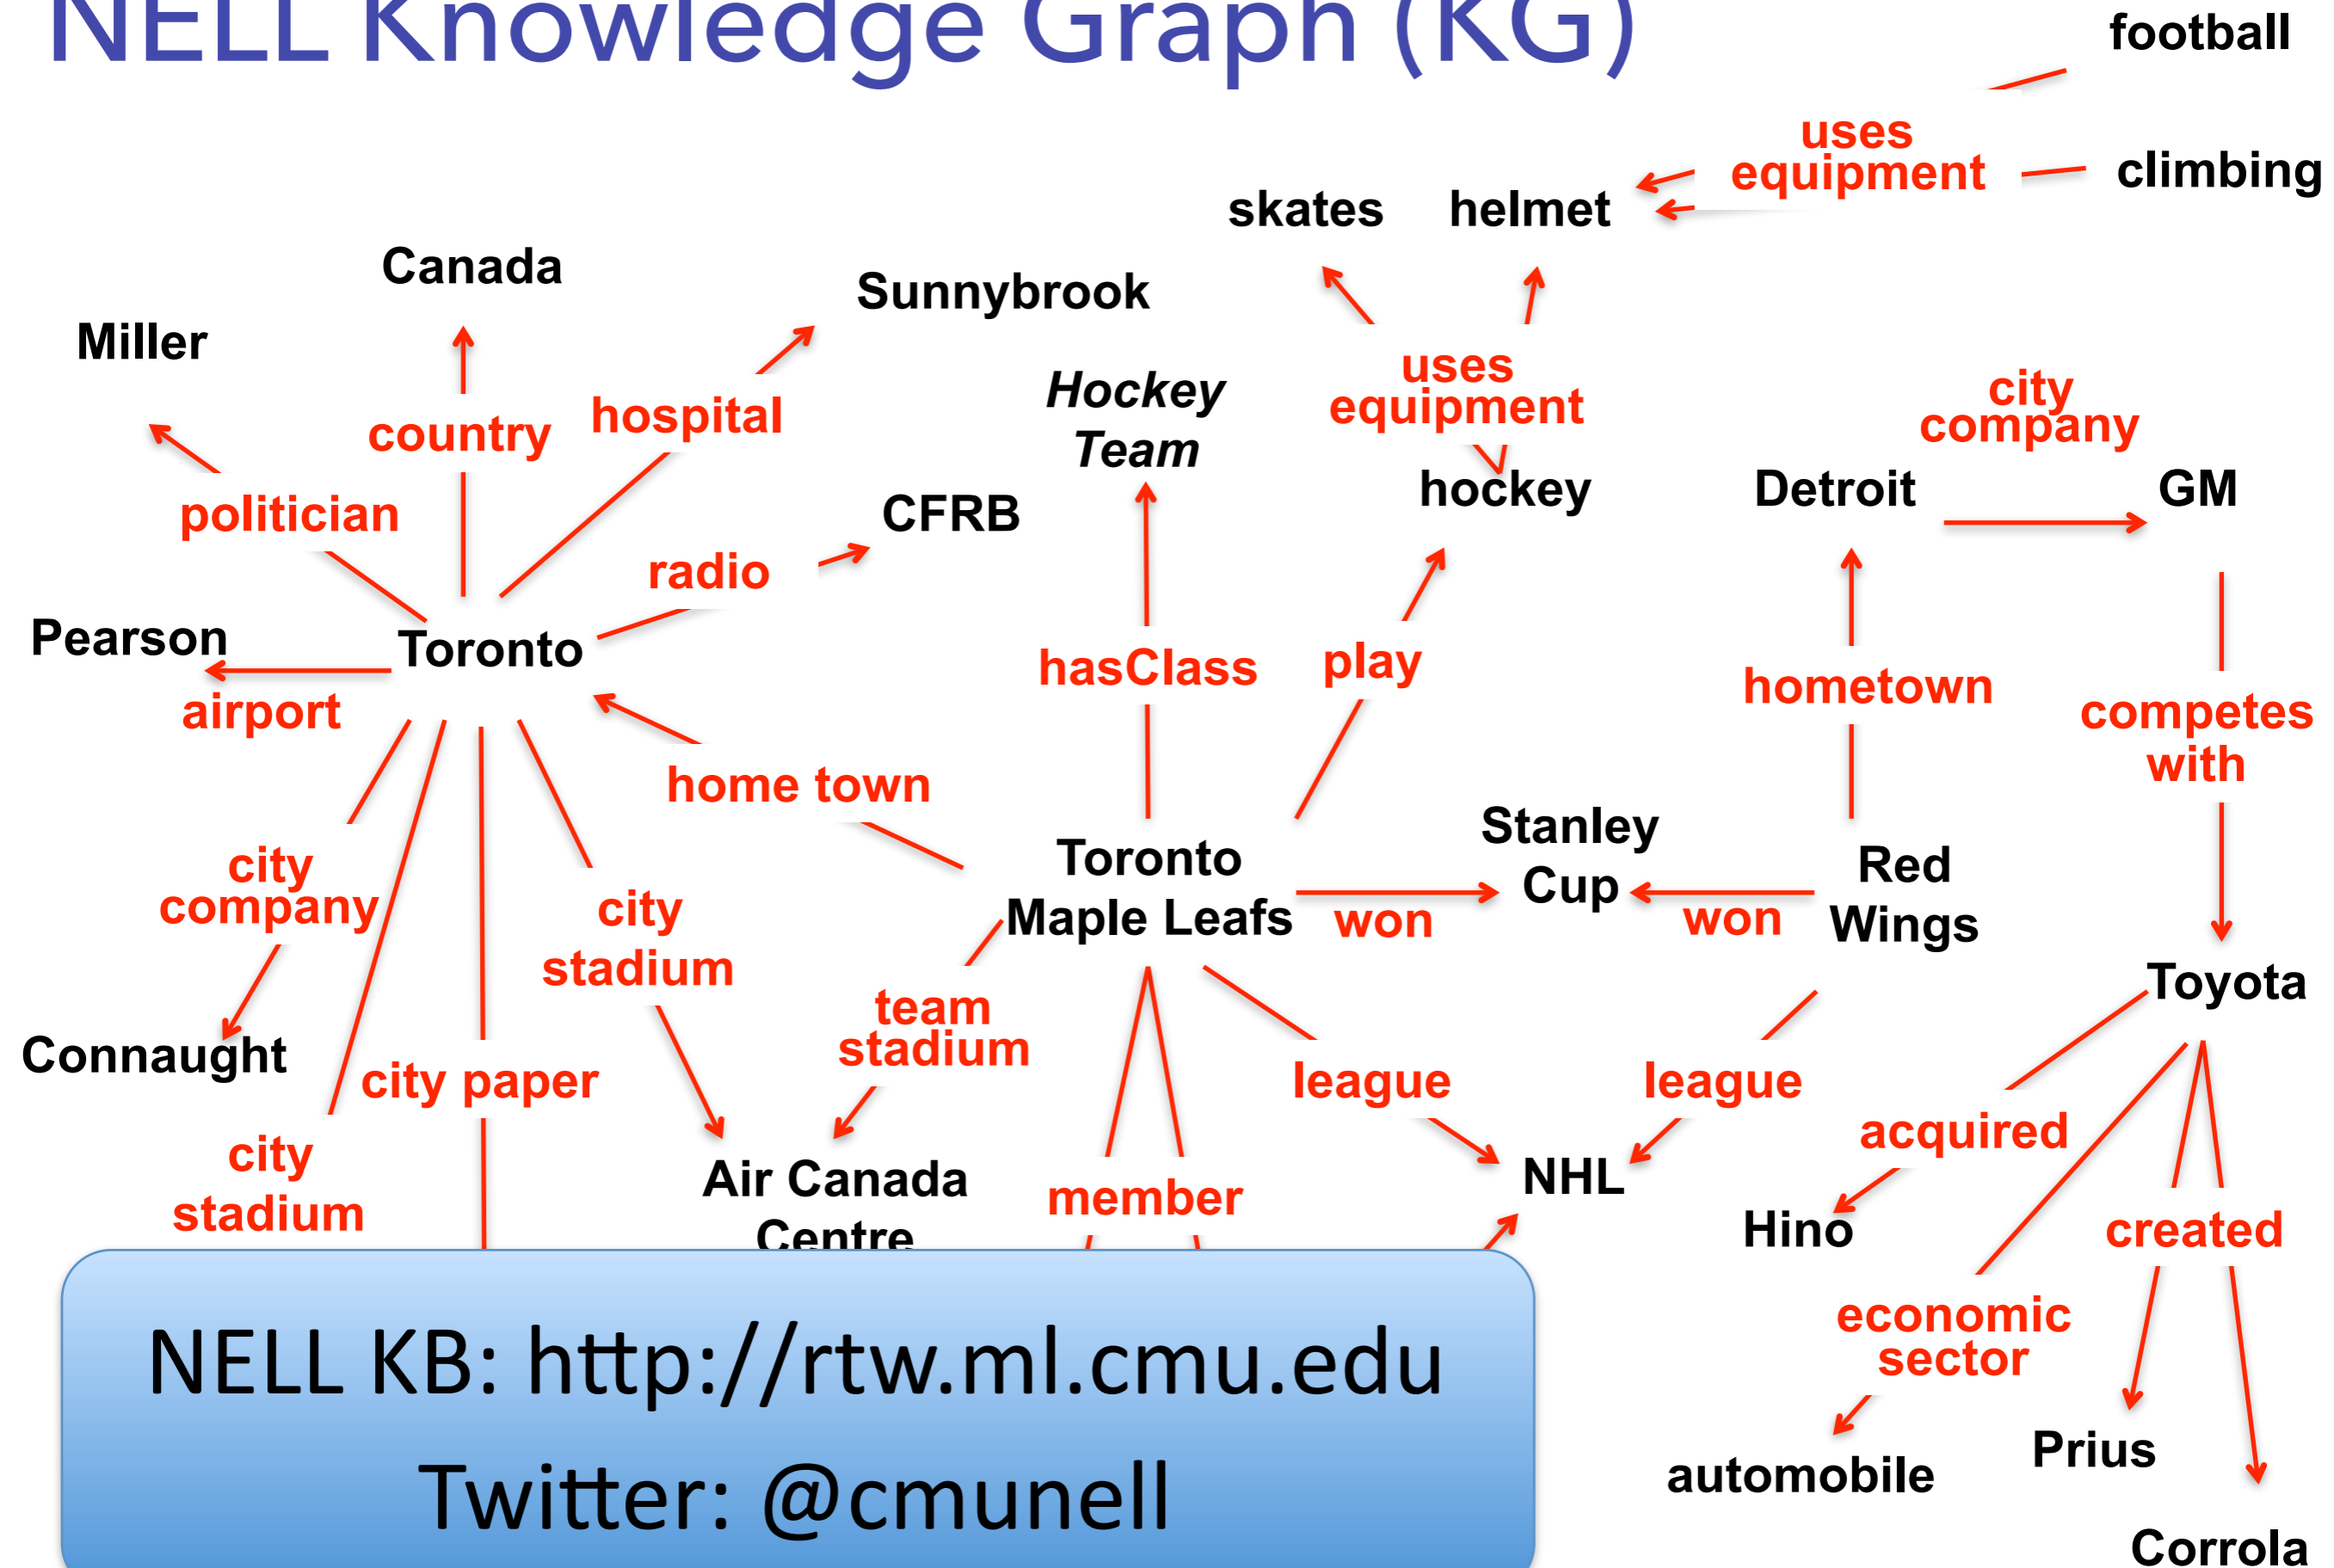 NELL Knowledge Graph (KG)
football
uses
equipment
climbing
skates
helmet
Canada
Sunnybrook
Miller
Hockey
Team
uses
equipment
city
company
country
hospital
politician
CFRB
hockey
Detroit
GM
radio
Pearson
Toronto
hasClass
play
hometown
airport
competes
with
home town
Stanley
Cup
Toronto
Maple Leafs
Red
Wings
city
company
city
stadium
won
won
team
stadium
Toyota
Connaught
city paper
league
league
acquired
city
stadium
Air Canada
Centre
member
NHL
Hino
created
economic
sector
NELL KB: http://rtw.ml.cmu.edu
Twitter: @cmunell
automobile
Prius
Corrola